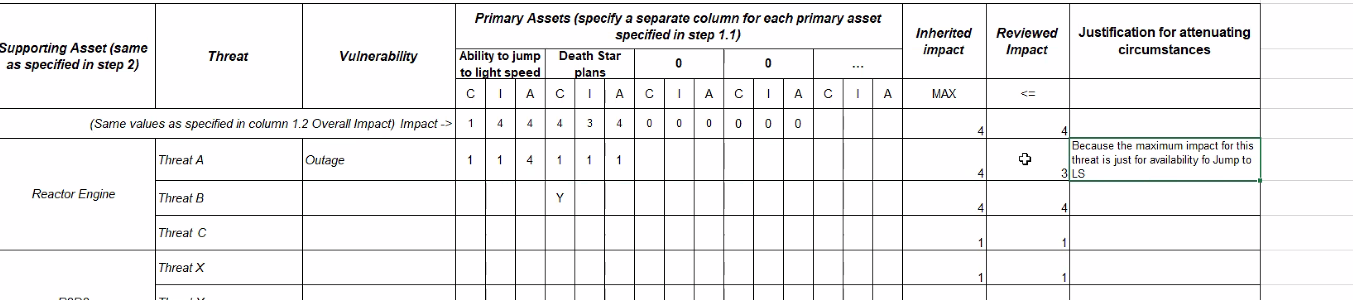 Primary Assets (specify a separate column for each primary asset
specified in step 1.1)
Supporting Asset (same
as specified in step 2)
Threat
Vulnerability
Inherited
impact
Reviewed
Impact
Justification for attenuating
circumstances
Ability to jump
to light speed
Death Star
plans
0
0
...
C I A C I A C I A C I A C I A MAX <=
(Same values as specified in column 1.2 Overall Impact) Impact -> 1 4 4 4 3 4 0 0 0 0 0 0 4 4
Reactor Engine
Threat A Outage 1 1 4 1 1 1 4 3
Because the maximum impact for this
threat is just for availability fo Jump to
LS
Threat B Y 4 4
Threat C 1 1
Threat X 1 1